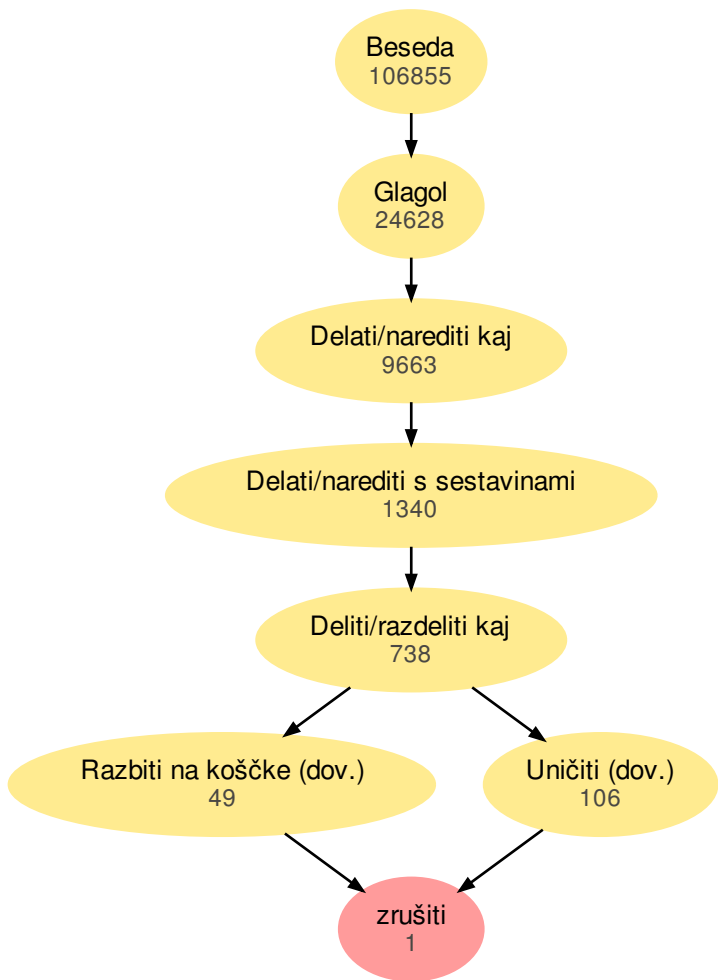 Beseda
106855
Glagol
24628
Delati/narediti kaj
9663
Delati/narediti s sestavinami
1340
Deliti/razdeliti kaj
738
Razbiti na koščke (dov.)
49
Uničiti (dov.)
106
zrušiti
1